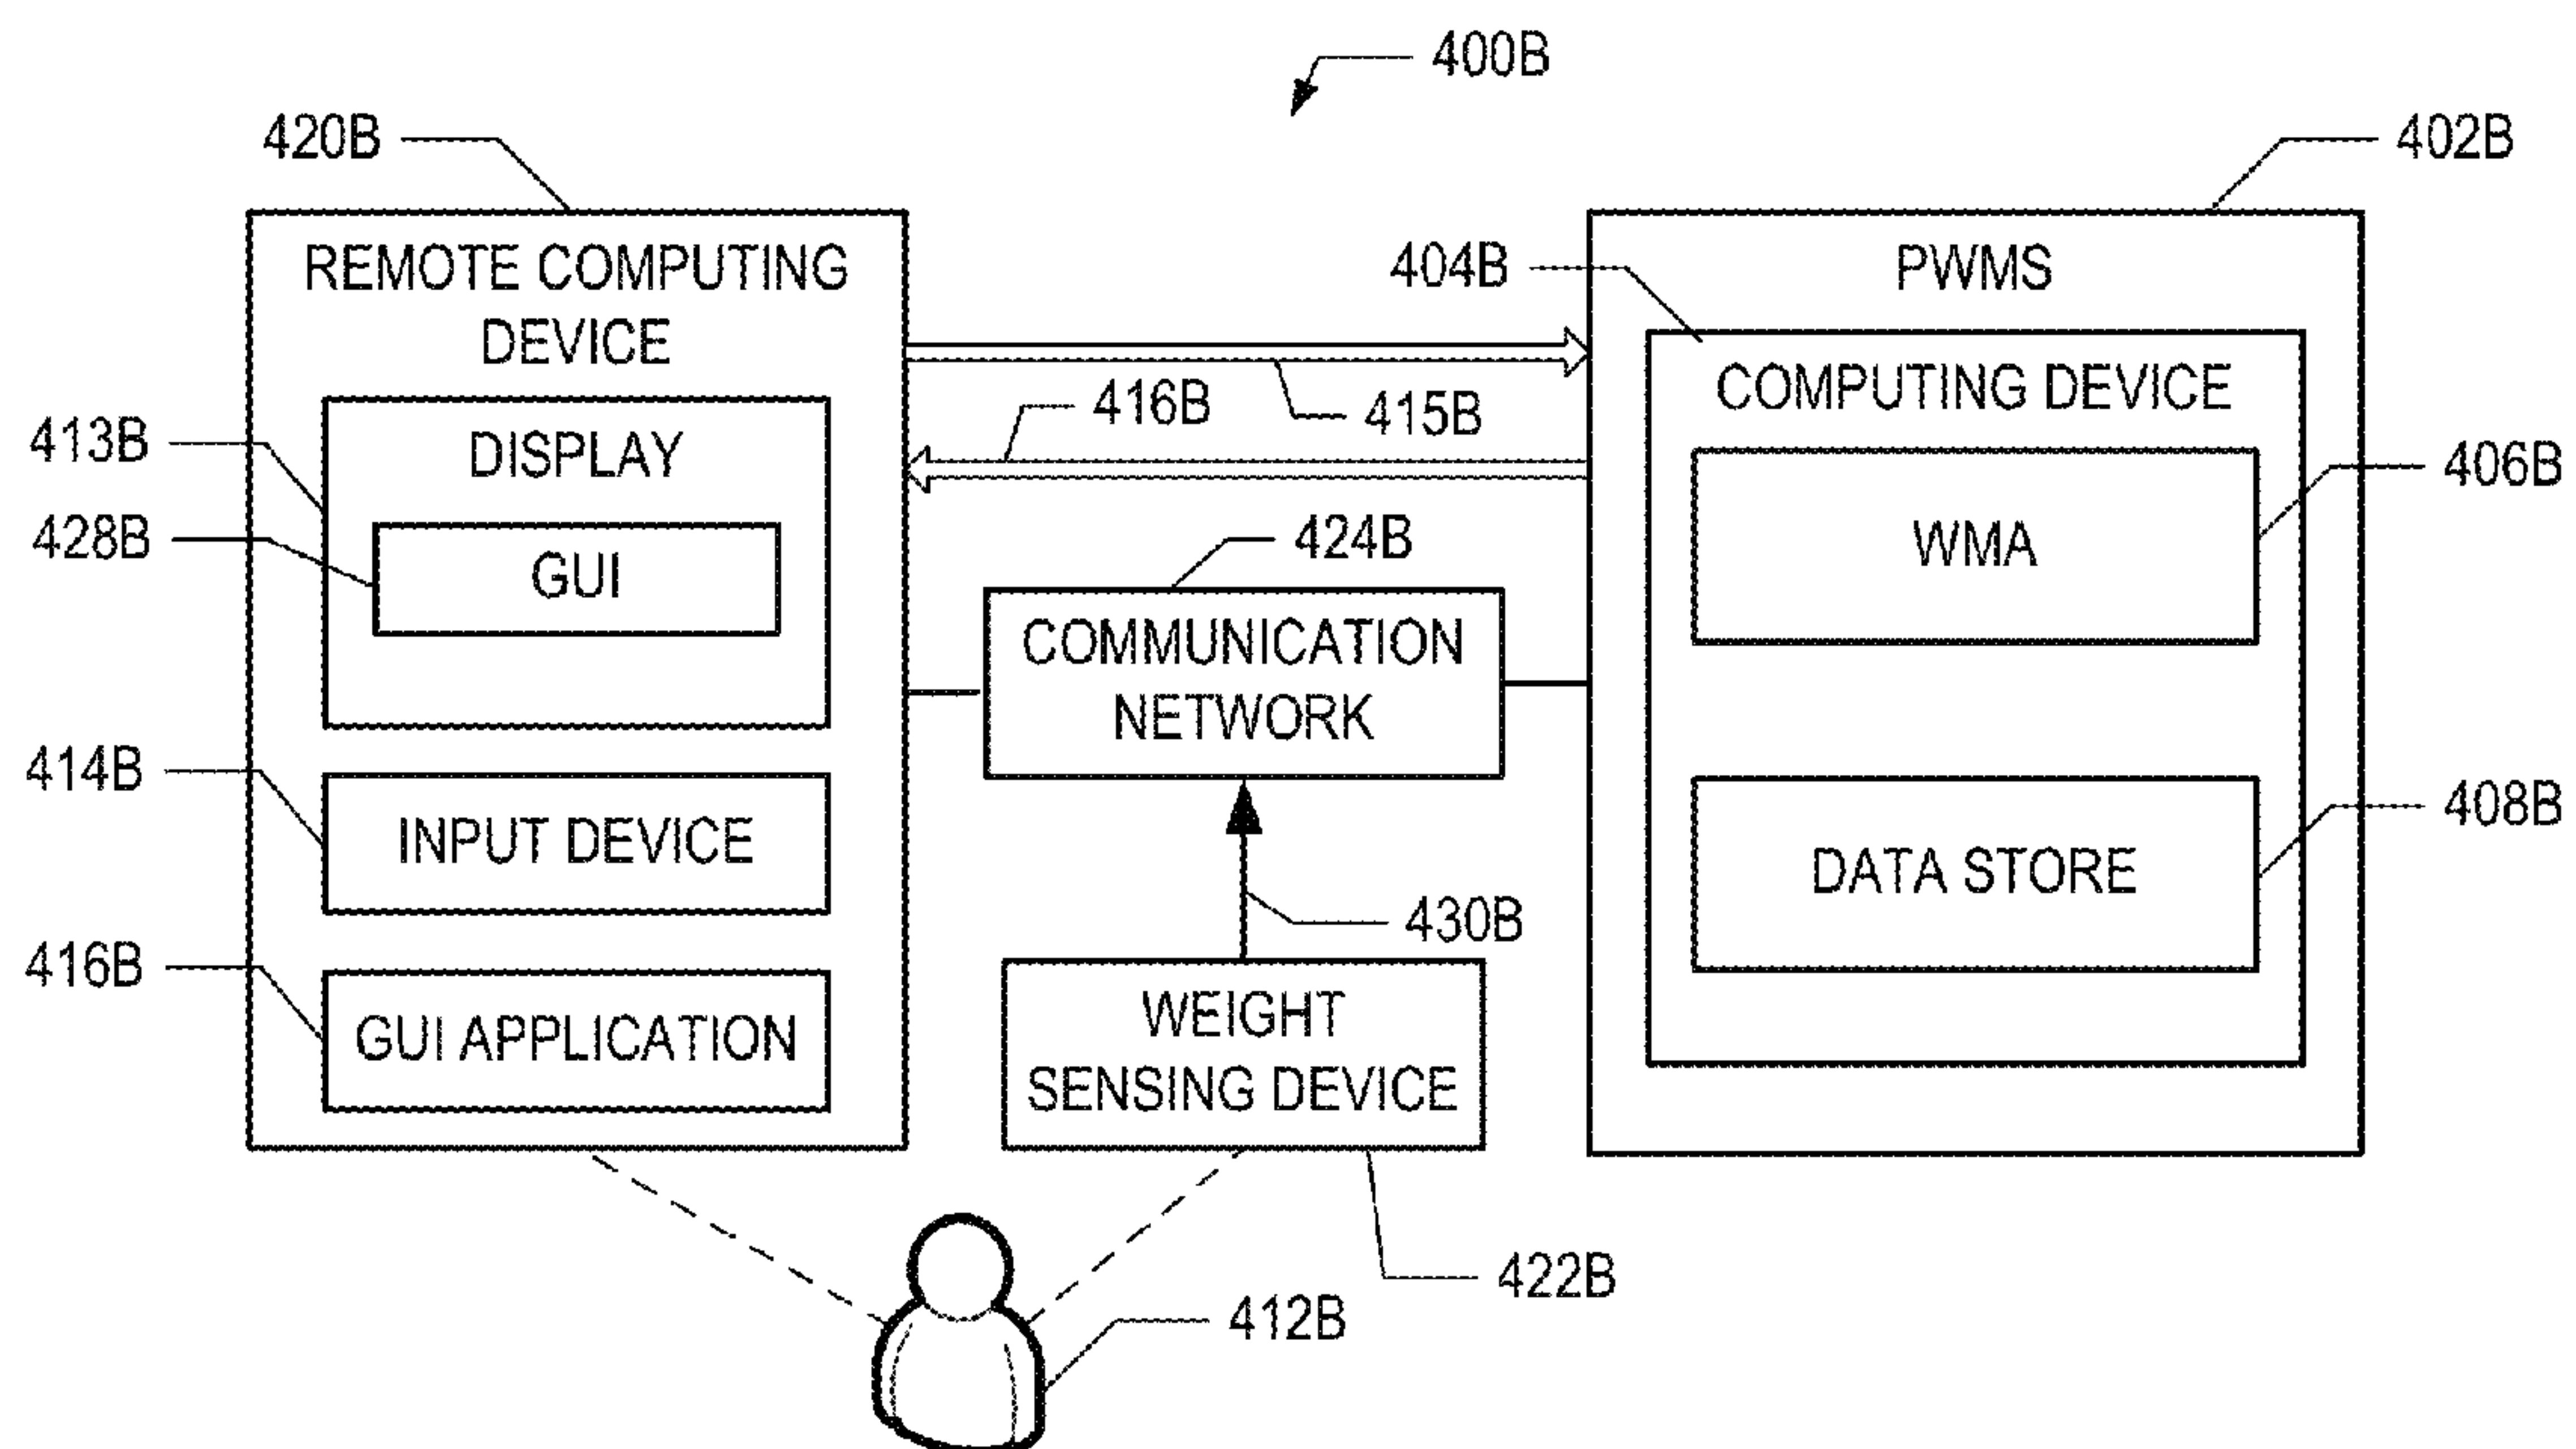 400B
420B
402B
REMOTE COMPUTING
DEVICE
404B
PWMS
COMPUTING DEVICE
416B
415B
413B
DISPLAY
406B
428B
GUI
424B
WMA
COMMUNICATION
NETWORK
414B
INPUT DEVICE
408B
DATA STORE
430B
416B
GUI APPLICATION
WEIGHT
SENSING DEVICE
422B
412B